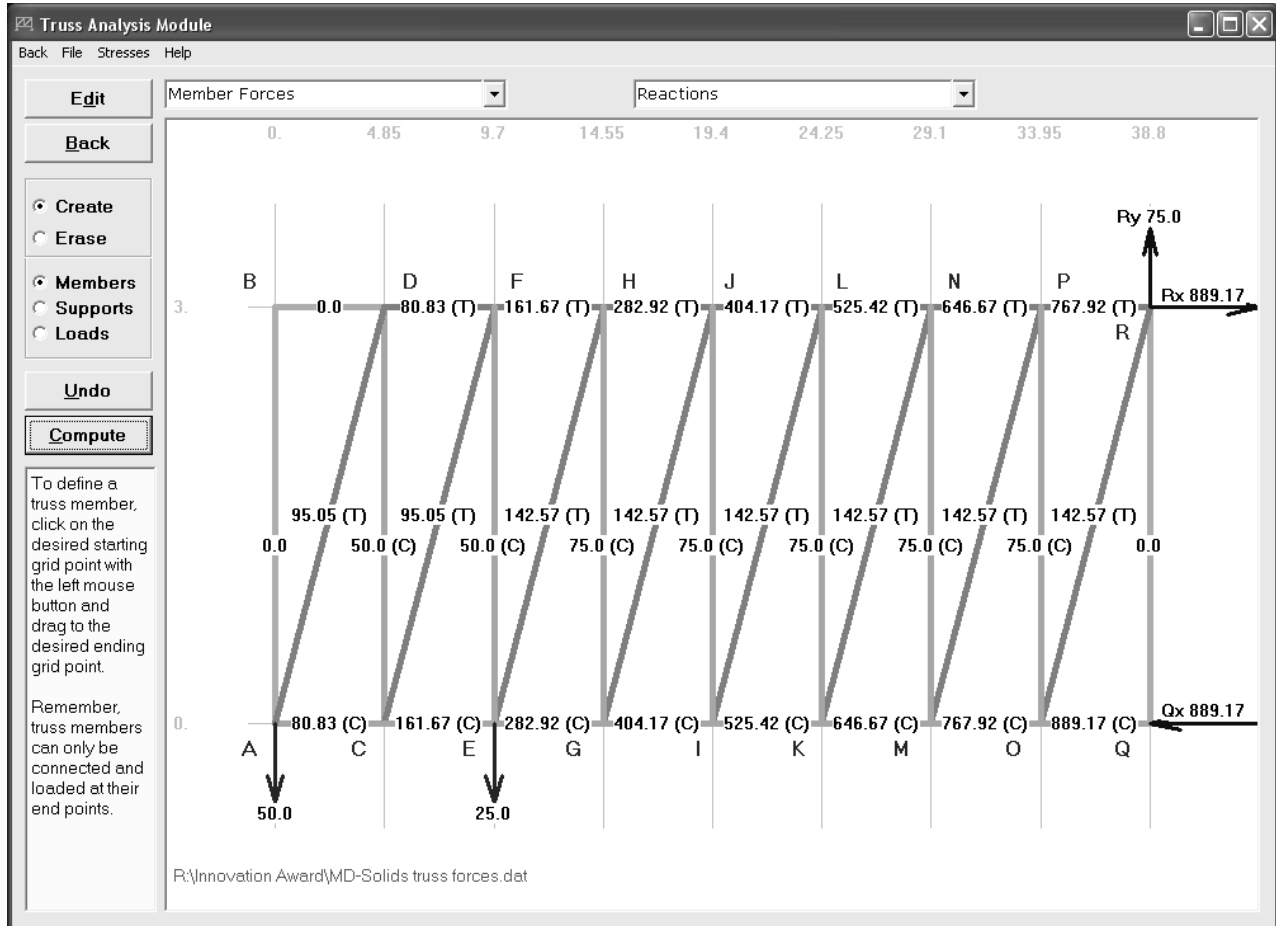 Truss Analysis Module
Back File Stresses Help
Edit
Back
Create
Erase
Members
Supports
Loads
Undo
Compute
To define a
truss member,
click on the
desired starting
grid point with
the left mouse
button and
drag to the
desired ending
grid point.
Remember,
truss members
can only be
connected and
loaded at their
end points.
Member Forces Reactions
0. 4.85 9.7 14.55 19.4 24.25 29.1 33.95 38.8
Ry 75.0
B D F H J L N P
3. 0.0 80.83 (T) 161.67 (T) 282.92 (T) 404.17 (T) 525.42 (T) 646.67 (T) 767.92 (T) Rx 889.17
R
95.05 (T) 95.05 (T) 142.57 (T) 142.57 (T) 142.57 (T) 142.57 (T) 142.57 (T) 142.57 (T)
0.0 50.0 (C) 50.0 (C) 75.0 (C) 75.0 (C) 75.0 (C) 75.0 (C) 75.0 (C) 0.0
0. 80.83 (C) 161.67 (C) 282.92 (C) 404.17 (C) 525.42 (C) 646.67 (C) 767.92 (C) 889.17 (C) Qx 889.17
A C E G I K M O Q
50.0 25.0
R:\Innovation Award\MD-Solids truss forces.dat